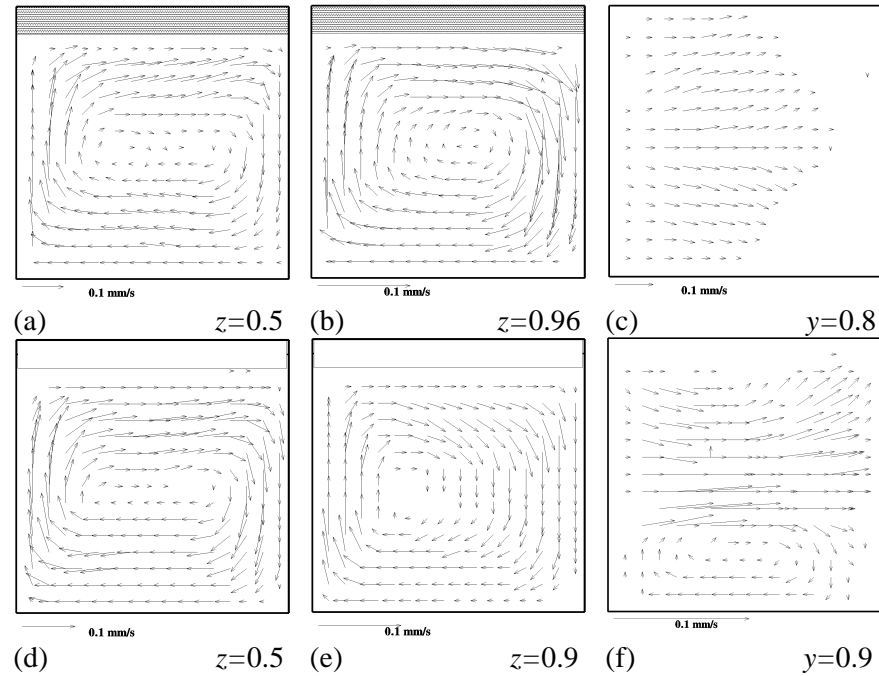 0.1 mm/s 0.1 mm/s 0.1 mm/s
(a) z=0.5 (b) z=0.96 (c) y=0.8
0.1 mm/s 0.1 mm/s 0.1 mm/s
(d) z=0.5 (e) z=0.9 (f) y=0.9